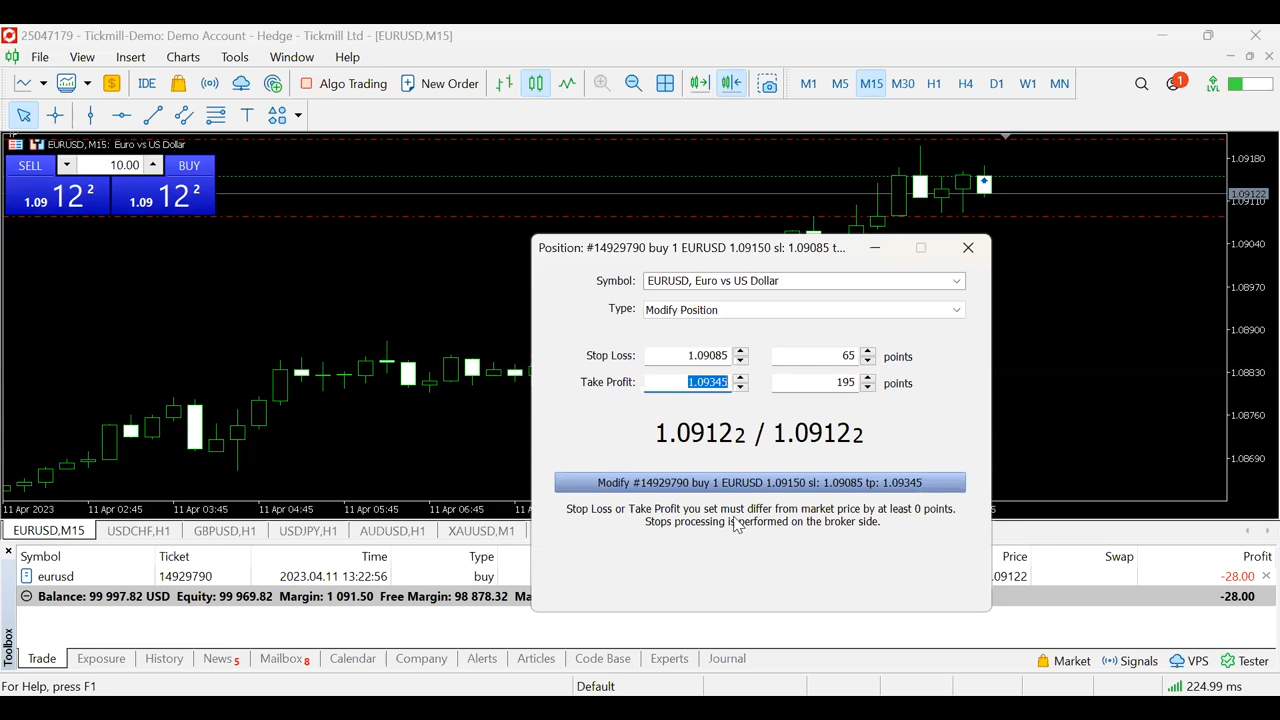 25047179 - Tickmill-Demo: Demo Account - Hedge - Tickmill Ltd - [EURUSD,M15]
File View Insert Charts Tools Window Help
IDE Algo Trading New Order M1 M5 M15 M30 H1 H4 D1 W1 MN 1 LVL
T
EURUSD, M15: Euro vs US Dollar
SELL 10.00 BUY
1.09 12 2 1.09 12 2
1.09180
1.09122
1.09110
1.09040
1.08970
1.08900
1.08830
1.08760
1.08690
Position: #14929790 buy 1 EURUSD 1.09150 sl: 1.09085 t...
Symbol: EURUSD, Euro vs US Dollar
Type: Modify Position
Stop Loss: 1.09085 65 points
Take Profit: 1.09345 195 points
1.09122 / 1.09122
Modify #14929790 buy 1 EURUSD 1.09150 sl: 1.09085 tp: 1.09345
Stop Loss or Take Profit you set must differ from market price by at least 0 points.
Stops processing is performed on the broker side.
11 Apr 2023 11 Apr 02:45 11 Apr 03:45 11 Apr 04:45 11 Apr 05:45 11 Apr 06:45
EURUSD,M15 USDCHF,H1 GBPUSD,H1 USDJPY,H1 AUDUSD,H1 XAUUSD,M1
Symbol Ticket Time Type Price Swap Profit
eurusd 14929790 2023.04.11 13:22:56 buy .09122 -28.00
Balance: 99 997.82 USD Equity: 99 969.82 Margin: 1 091.50 Free Margin: 98 878.32 -28.00
Toolbox
Trade Exposure History News 5 Mailbox 8 Calendar Company Alerts Articles Code Base Experts Journal Market Signals VPS Tester
For Help, press F1 Default 224.99 ms